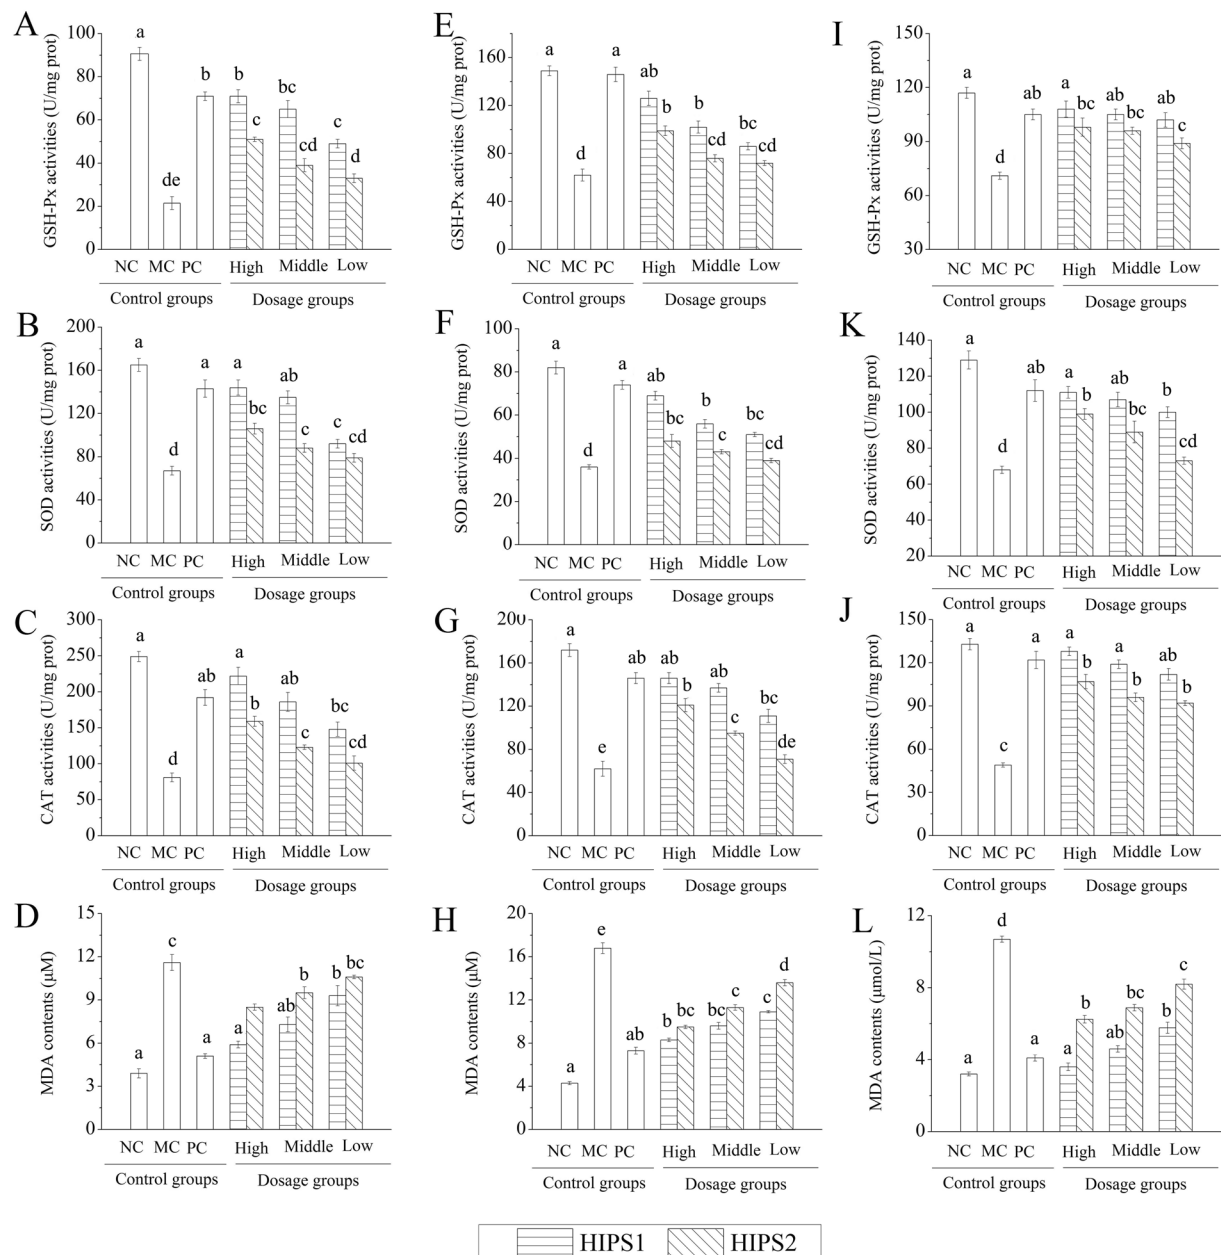 A
GSH-Px activities (U/mg prot)
100
80
60
40
20
0
a
de
b
b
c
bc
cd
c
d
NC MC PC High Middle Low
Control groups Dosage groups
E
GSH-Px activities (U/mg prot)
160
120
80
40
0
a
d
a
ab
b
b
cd
bc
cd
NC MC PC High Middle Low
Control groups Dosage groups
I
GSH-Px activities (U/mg prot)
150
120
90
60
30
a
d
ab
a
bc
ab
bc
ab
c
NC MC PC High Middle Low
Control groups Dosage groups
B
SOD activities (U/mg prot)
200
160
120
80
40
0
a
d
a
a
bc
ab
c
c
cd
NC MC PC High Middle Low
Control groups Dosage groups
F
SOD activities (U/mg prot)
100
80
60
40
20
0
a
d
a
ab
bc
b
c
bc
cd
NC MC PC High Middle Low
Control groups Dosage groups
K
SOD activities (U/mg prot)
140
120
100
80
60
40
20
a
d
ab
a
b
ab
bc
b
cd
NC MC PC High Middle Low
Control groups Dosage groups
C
CAT activities (U/mg prot)
300
250
200
150
100
50
0
a
d
ab
a
b
ab
c
bc
cd
NC MC PC High Middle Low
Control groups Dosage groups
G
CAT activities (U/mg prot)
200
160
120
80
40
0
a
e
ab
ab
b
ab
c
bc
de
NC MC PC High Middle Low
Control groups Dosage groups
J
CAT activities (U/mg prot)
150
120
90
60
30
0
a
c
a
a
b
a
b
ab
b
NC MC PC High Middle Low
Control groups Dosage groups
D
MDA contents (μM)
15
12
9
6
3
0
a
c
a
a
ab
b
b
bc
NC MC PC High Middle Low
Control groups Dosage groups
H
MDA contents (μM)
20
16
12
8
4
0
a
e
ab
b
bc
bc
c
c
d
NC MC PC High Middle Low
Control groups Dosage groups
L
MDA contents (μmol/L)
12
8
4
0
a
d
a
a
b
ab
bc
b
c
NC MC PC High Middle Low
Control groups Dosage groups
HIPS1 HIPS2